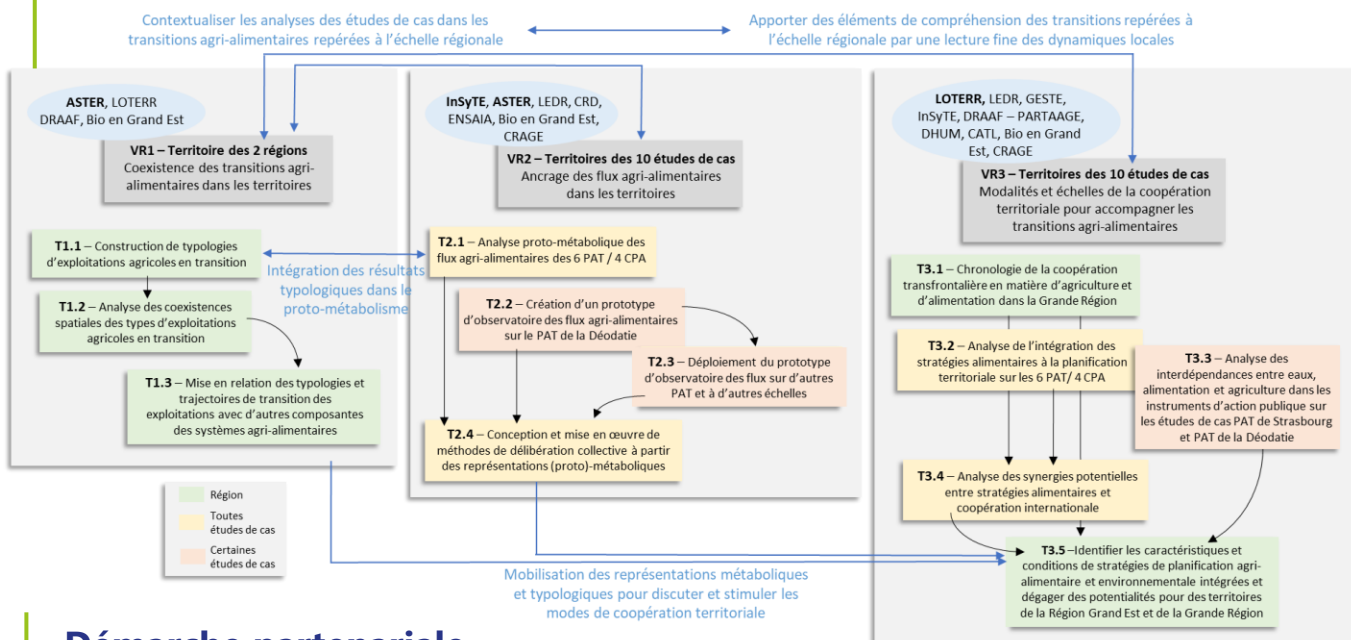 Contextualiser les analyses des études de cas dans les
transitions agri-alimentaires repérées à l'échelle régionale
Apporter des éléments de compréhension des transitions repérées à
l'échelle régionale par une lecture fine des dynamiques locales
ASTER, LOTERR
DRAAF, Bio en Grand Est
VR1 – Territoire des 2 régions
Coexistence des transitions agri-
alimentaires dans les territoires
T1.1 – Construction de typologies
d'exploitations agricoles en transition
T1.2 – Analyse des coexistences
spatiales des types d'exploitations
agricoles en transition
T1.3 – Mise en relation des typologies et
trajectoires de transition des
exploitations avec d'autres composantes
des systèmes agri-alimentaires
Intégration des résultats
typologiques dans le
proto-métabolisme
InSyTE, ASTER, LEDR, CRD,
ENSAIA, Bio en Grand Est,
CRAGE
VR2 – Territoires des 10 études de cas
Ancrage des flux agri-alimentaires
dans les territoires
T2.1 – Analyse proto-métabolique des
flux agri-alimentaires des 6 PAT / 4 CPA
T2.2 – Création d'un prototype
d'observatoire des flux agri-alimentaires
sur le PAT de la Déodatie
T2.3 – Déploiement du prototype
d'observatoire des flux sur d'autres
PAT et à d'autres échelles
T2.4 – Conception et mise en œuvre de
méthodes de délibération collective à partir
des représentations (proto)-métaboliques
LOTERR, LEDR, GESTE,
InSyTE, DRAAF – PARTAAGE,
DHUM, CATL, Bio en Grand
Est, CRAGE
VR3 – Territoires des 10 études de cas
Modalités et échelles de la coopération
territoriale pour accompagner les
transitions agri-alimentaires
T3.1 – Chronologie de la coopération
transfrontalière en matière d'agriculture et
d'alimentation dans la Grande Région
T3.2 – Analyse de l'intégration des
stratégies alimentaires à la planification
territoriale sur les 6 PAT/ 4 CPA
T3.3 – Analyse des
interdépendances entre eaux,
alimentation et agriculture dans les
instruments d'action publique sur
les études de cas PAT de Strasbourg
et PAT de la Déodatie
T3.4 – Analyse des synergies potentielles
entre stratégies alimentaires et
coopération internationale
T3.5 –Identifier les caractéristiques et
conditions de stratégies de planification agri-
alimentaire et environnementale intégrées et
dégager des potentialités pour des territoires
de la Région Grand Est et de la Grande Région
Région
Toutes
études de cas
Certaines
études de cas
Mobilisation des représentations métaboliques
et typologiques pour discuter et stimuler les
modes de coopération territoriale
Démarche partenariale